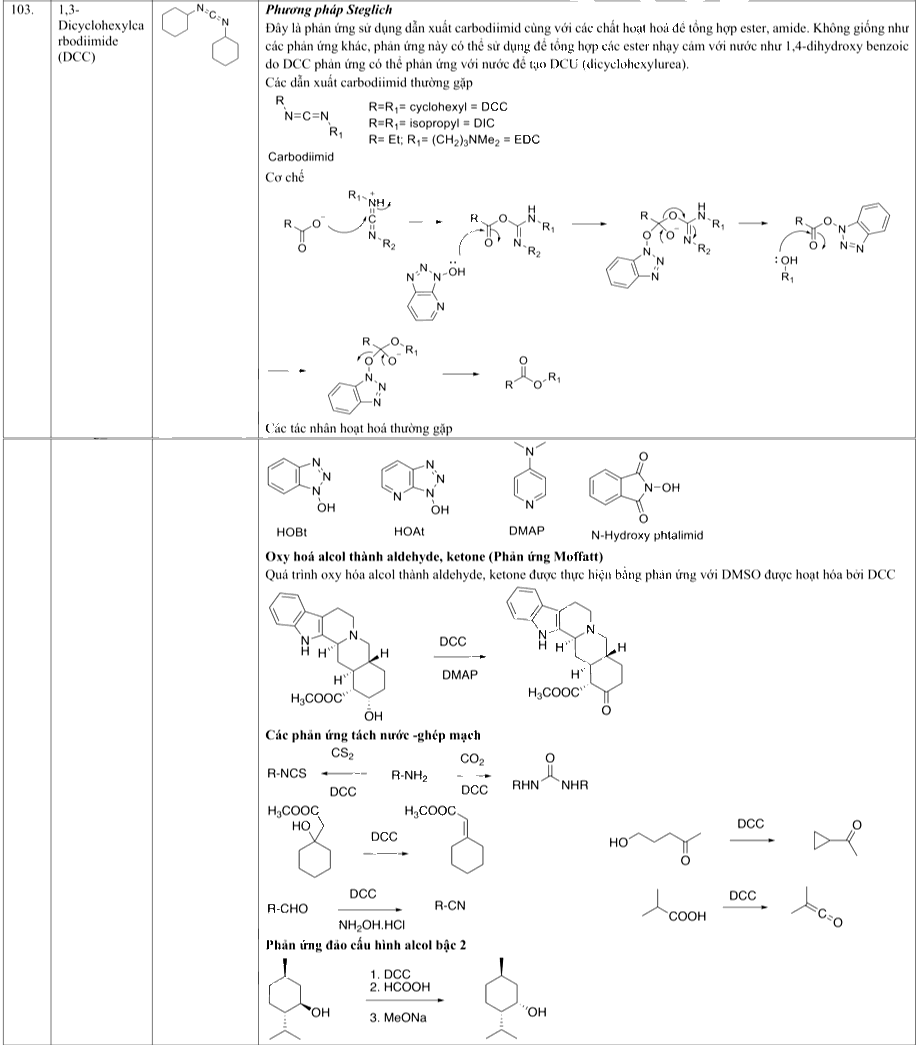 103.
1,3-
Dicyclohexylca
rbodiimide
(DCC)
N=C=N
Phương pháp Steglich
Đây là phản ứng sử dụng dẫn xuất carbodiimid cùng với các chất hoạt hoá để tổng hợp ester, amide. Không giống như
các phản ứng khác, phản ứng này có thể sử dụng để tổng hợp các ester nhạy cảm với nước như 1,4-dihydroxy benzoic
do DCC phản ứng có thể phản ứng với nước để tạo DCU (dicyclohexylurea).
Các dẫn xuất carbodiimid thường gặp
R
N=C=N
R1
R=R1= cyclohexyl = DCC
R=R1= isopropyl = DIC
R= Et; R1= (CH2)3NMe2 = EDC
Carbodiimid
Cơ chế
Các tác nhân hoạt hoá thường gặp
HOBt
HOAt
DMAP
N-Hydroxy phtalimid
Oxy hoá alcol thành aldehyde, ketone (Phản ứng Moffatt)
Quá trình oxy hóa alcol thành aldehyde, ketone được thực hiện bằng phản ứng với DMSO được hoạt hóa bởi DCC
DCC
DMAP
H3COOC
OH
H3COOC
O
Các phản ứng tách nước -ghép mạch
R-NCS
CS2
DCC
R-NH2
CO2
DCC
RHN
O
NHR
H3COOC
HO
DCC
H3COOC
HO
O
DCC
O
R-CHO
DCC
NH2OH.HCl
R-CN
COOH
DCC
C=O
Phản ứng đảo cấu hình alcol bậc 2
OH
1. DCC
2. HCOOH
3. MeONa
OH